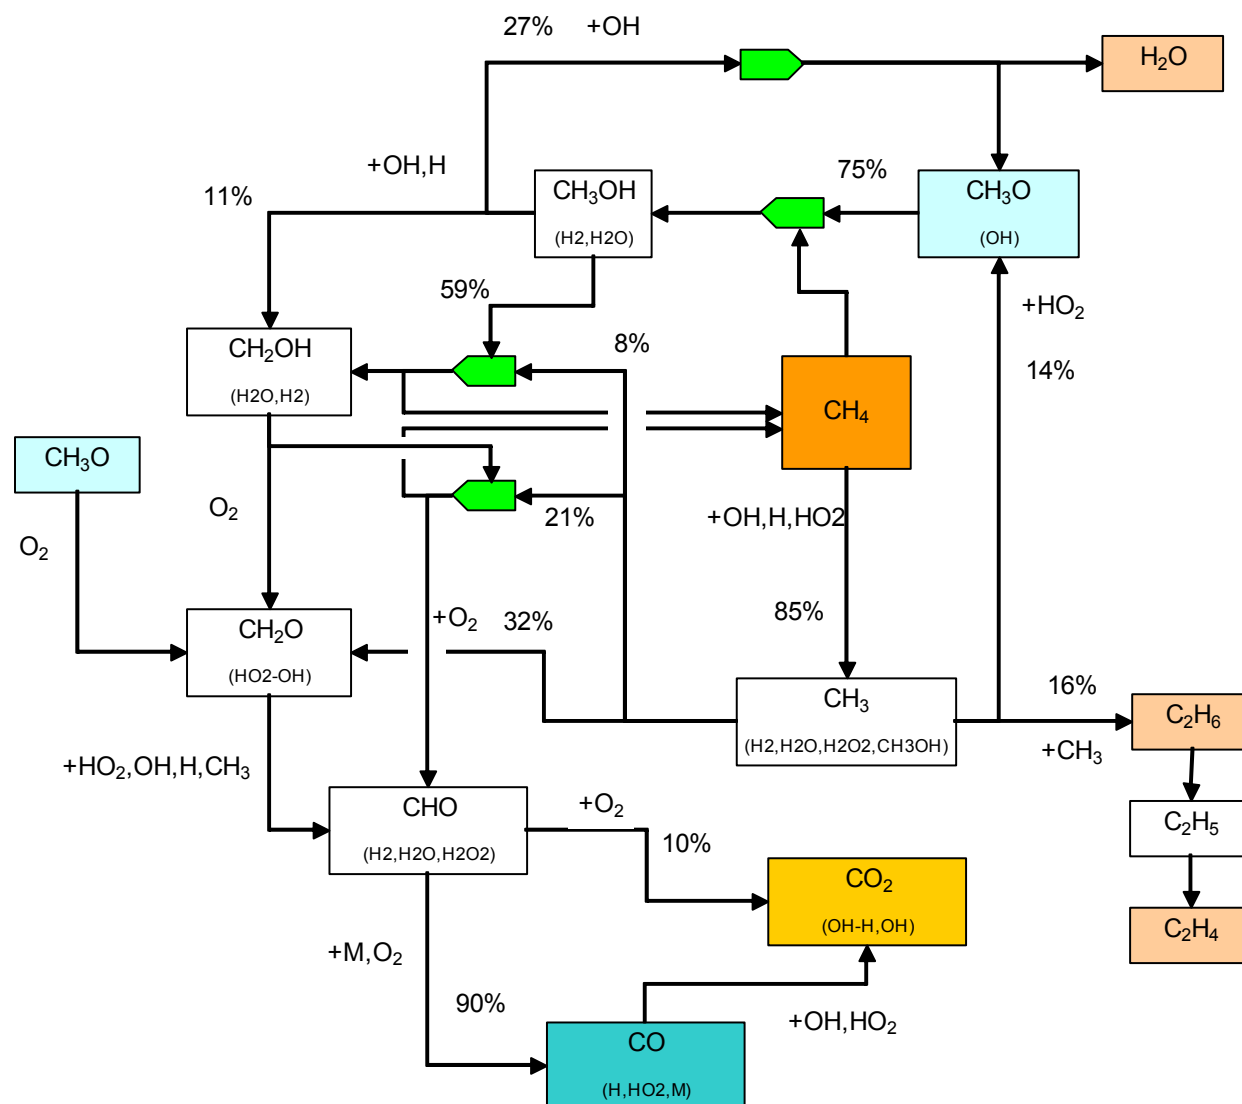 27% +OH
H₂O
+OH,H
11%
CH₃OH
(H2,H2O)
75%
CH₃O
(OH)
59%
+HO₂
14%
CH₂OH
(H2O,H2)
8%
CH₄
CH₃O
O₂
O₂
21%
+OH,H,HO2
85%
CH₂O
(HO2-OH)
+O₂
32%
CH₃
(H2,H2O,H2O2,CH3OH)
16%
+CH₃
C₂H₆
+HO₂,OH,H,CH₃
CHO
(H2,H2O,H2O2)
+O₂
10%
C₂H₅
CO₂
(OH-H,OH)
C₂H₄
+M,O₂
90%
+OH,HO₂
CO
(H,HO2,M)